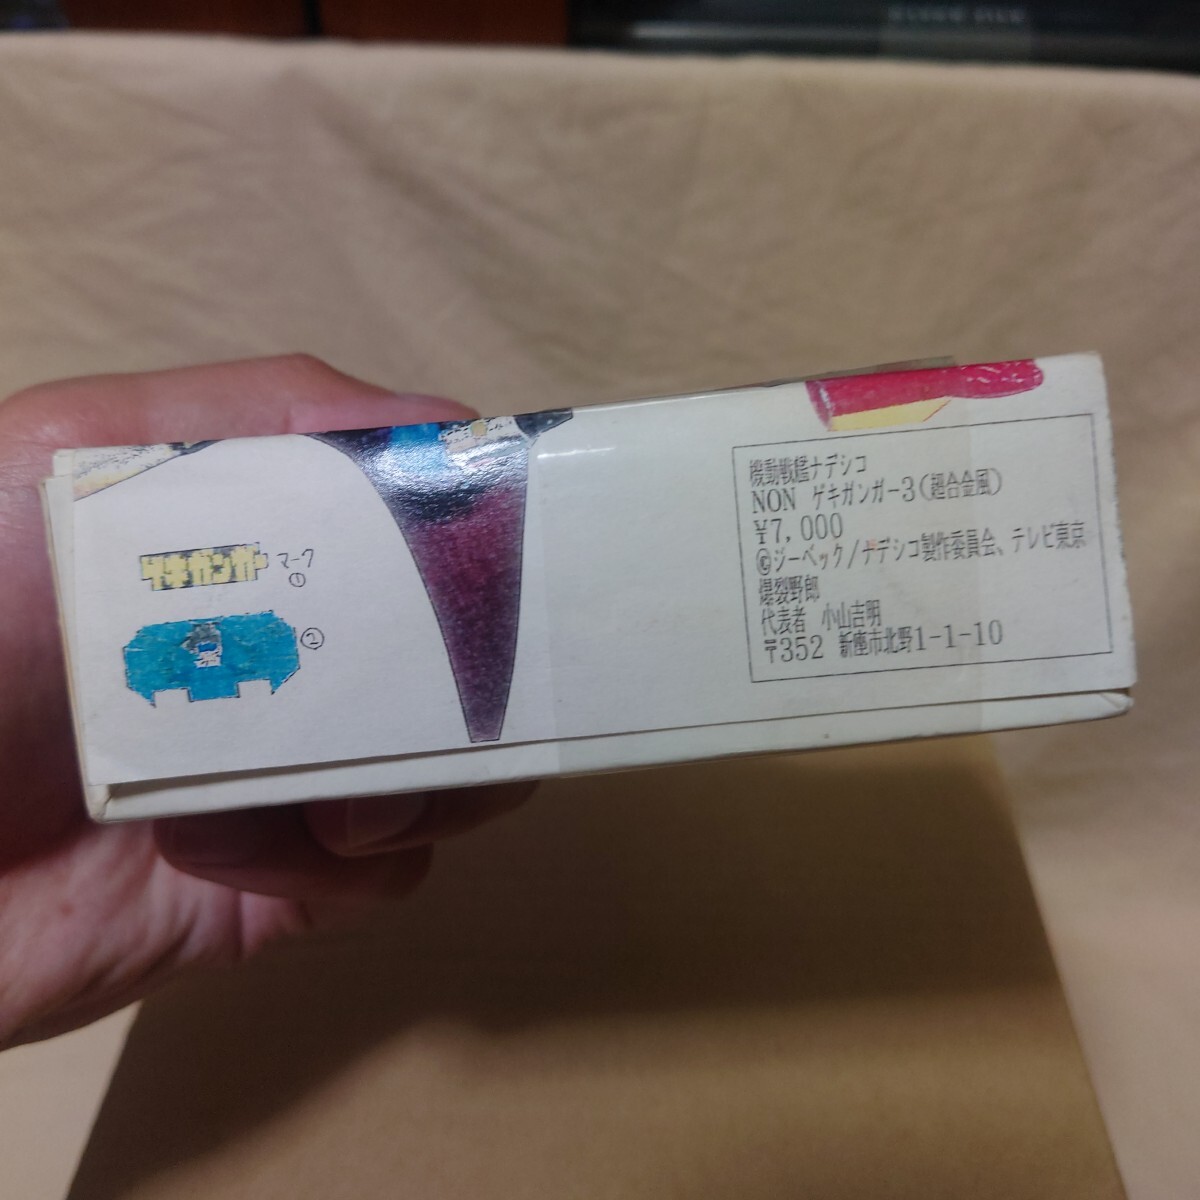 ゲキガンガー
マーク
①
②
機動戦艦ナデシコ
NON ゲキガンガー3(超合金風)
¥7,000
©ジーベック/ナデシコ製作委員会、テレビ東京
爆裂野郎
代表者 小山吉明
〒352 新座市北野1-1-10